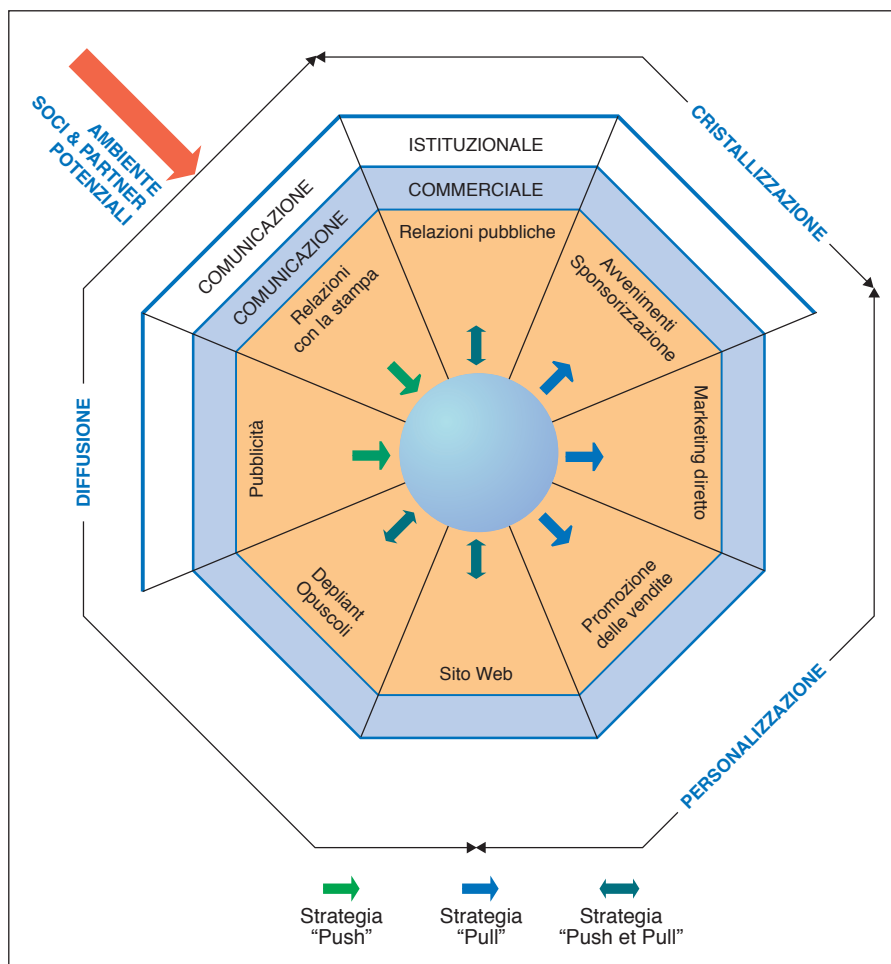 AMBIENTE
SOCI & PARTNER
POTENZIALI
CRISTALLIZZAZIONE
ISTITUZIONALE
COMUNICAZIONE
COMMERCIALE
COMUNICAZIONE
Relazioni pubbliche
Relazioni
con la stampa
Avvenimenti
Sponsorizzazione
DIFFUSIONE
Pubblicità
Marketing diretto
Depliant
Opuscoli
Sito Web
Promozione
delle vendite
PERSONALIZZAZIONE
Strategia
“Push”
Strategia
“Pull”
Strategia
“Push et Pull”